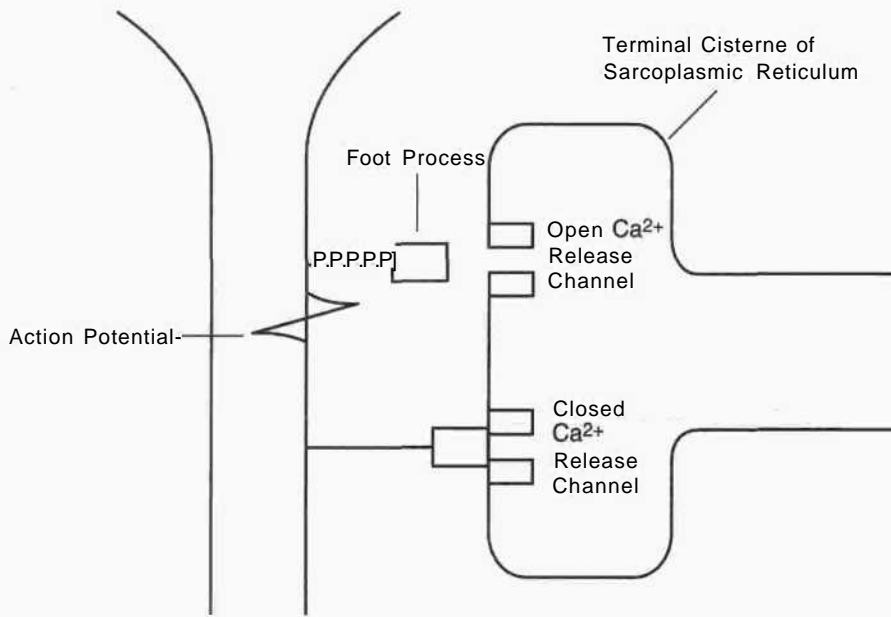 Terminal Cisterne of
Sarcoplasmic Reticulum
Foot Process
Open Ca²⁺
Release
Channel
.P.P.P.P.P]
Action Potential-
Closed
Ca²⁺
Release
Channel